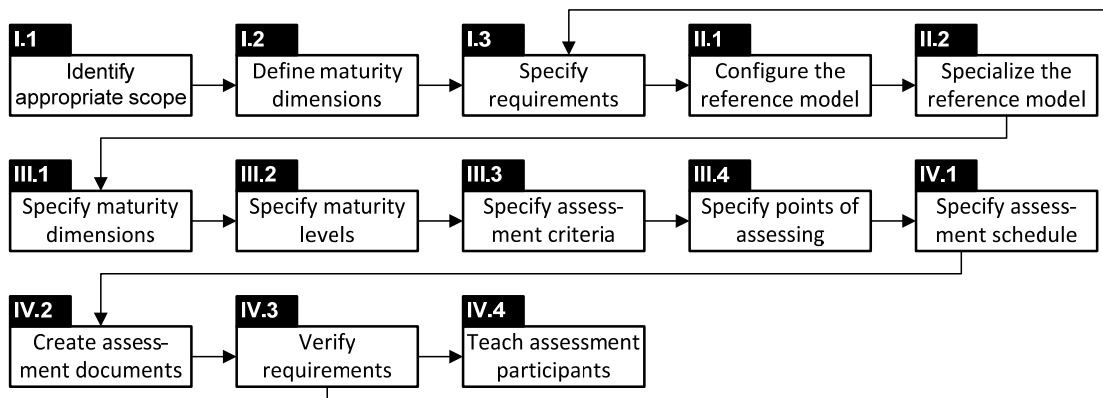 I.1
Identify
appropriate scope
I.2
Define maturity
dimensions
I.3
Specify
requirements
II.1
Configure the
reference model
II.2
Specialize the
reference model
III.1
Specify maturity
dimensions
III.2
Specify maturity
levels
III.3
Specify assess-
ment criteria
III.4
Specify points of
assessing
IV.1
Specify assess-
ment schedule
IV.2
Create assess-
ment documents
IV.3
Verify
requirements
IV.4
Teach assessment
participants